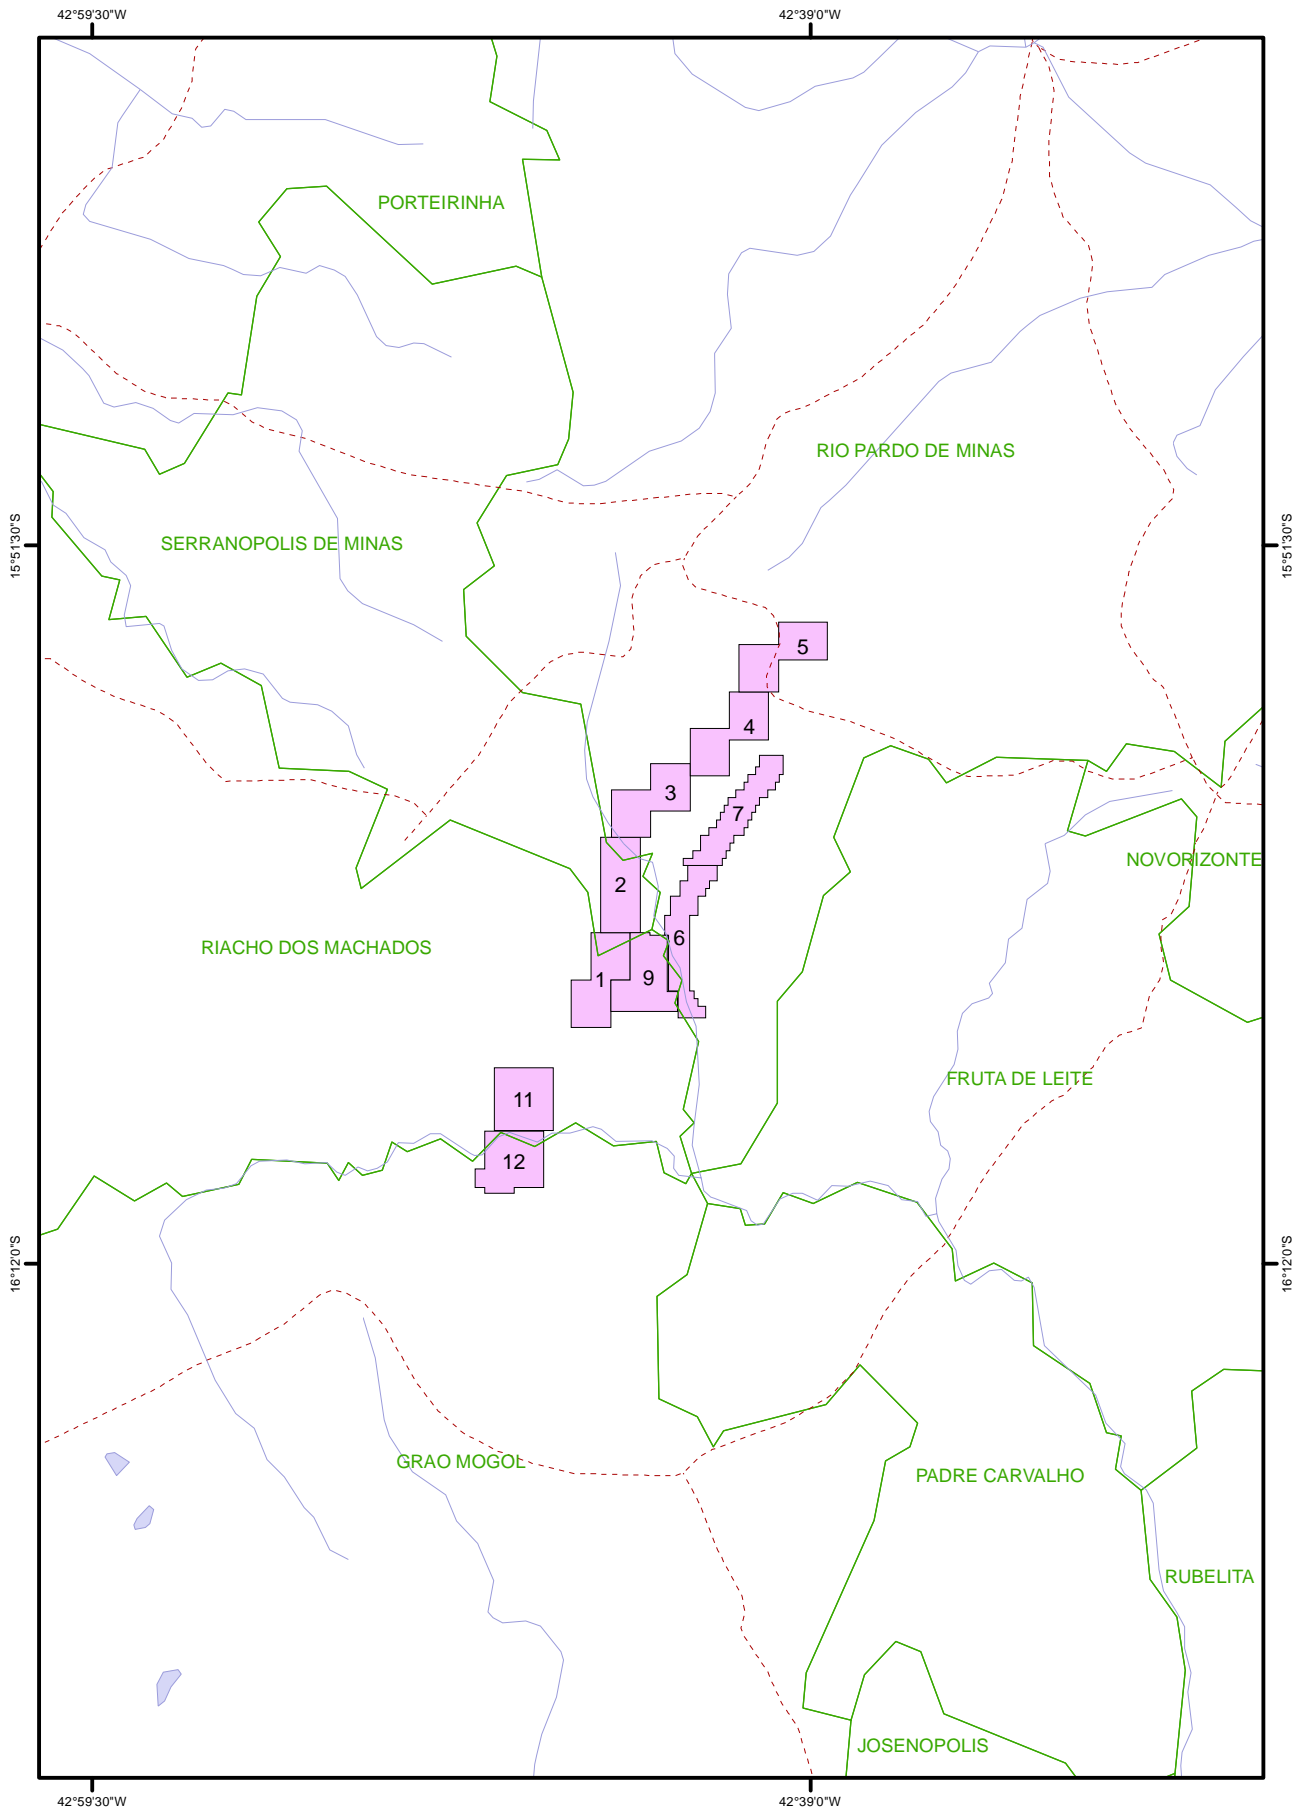 42°59'30"W
42°39'0"W
PORTEIRINHA
RIO PARDO DE MINAS
15°51'30"S
15°51'30"S
SERRANOPOLIS DE MINAS
5
4
3
7
NOVORIZONTE
2
6
RIACHO DOS MACHADOS
1
9
FRUTA DE LEITE
11
12
16°12'0"S
16°12'0"S
GRAO MOGOL
PADRE CARVALHO
RUBELITA
JOSENOPOLIS
42°59'30"W
42°39'0"W